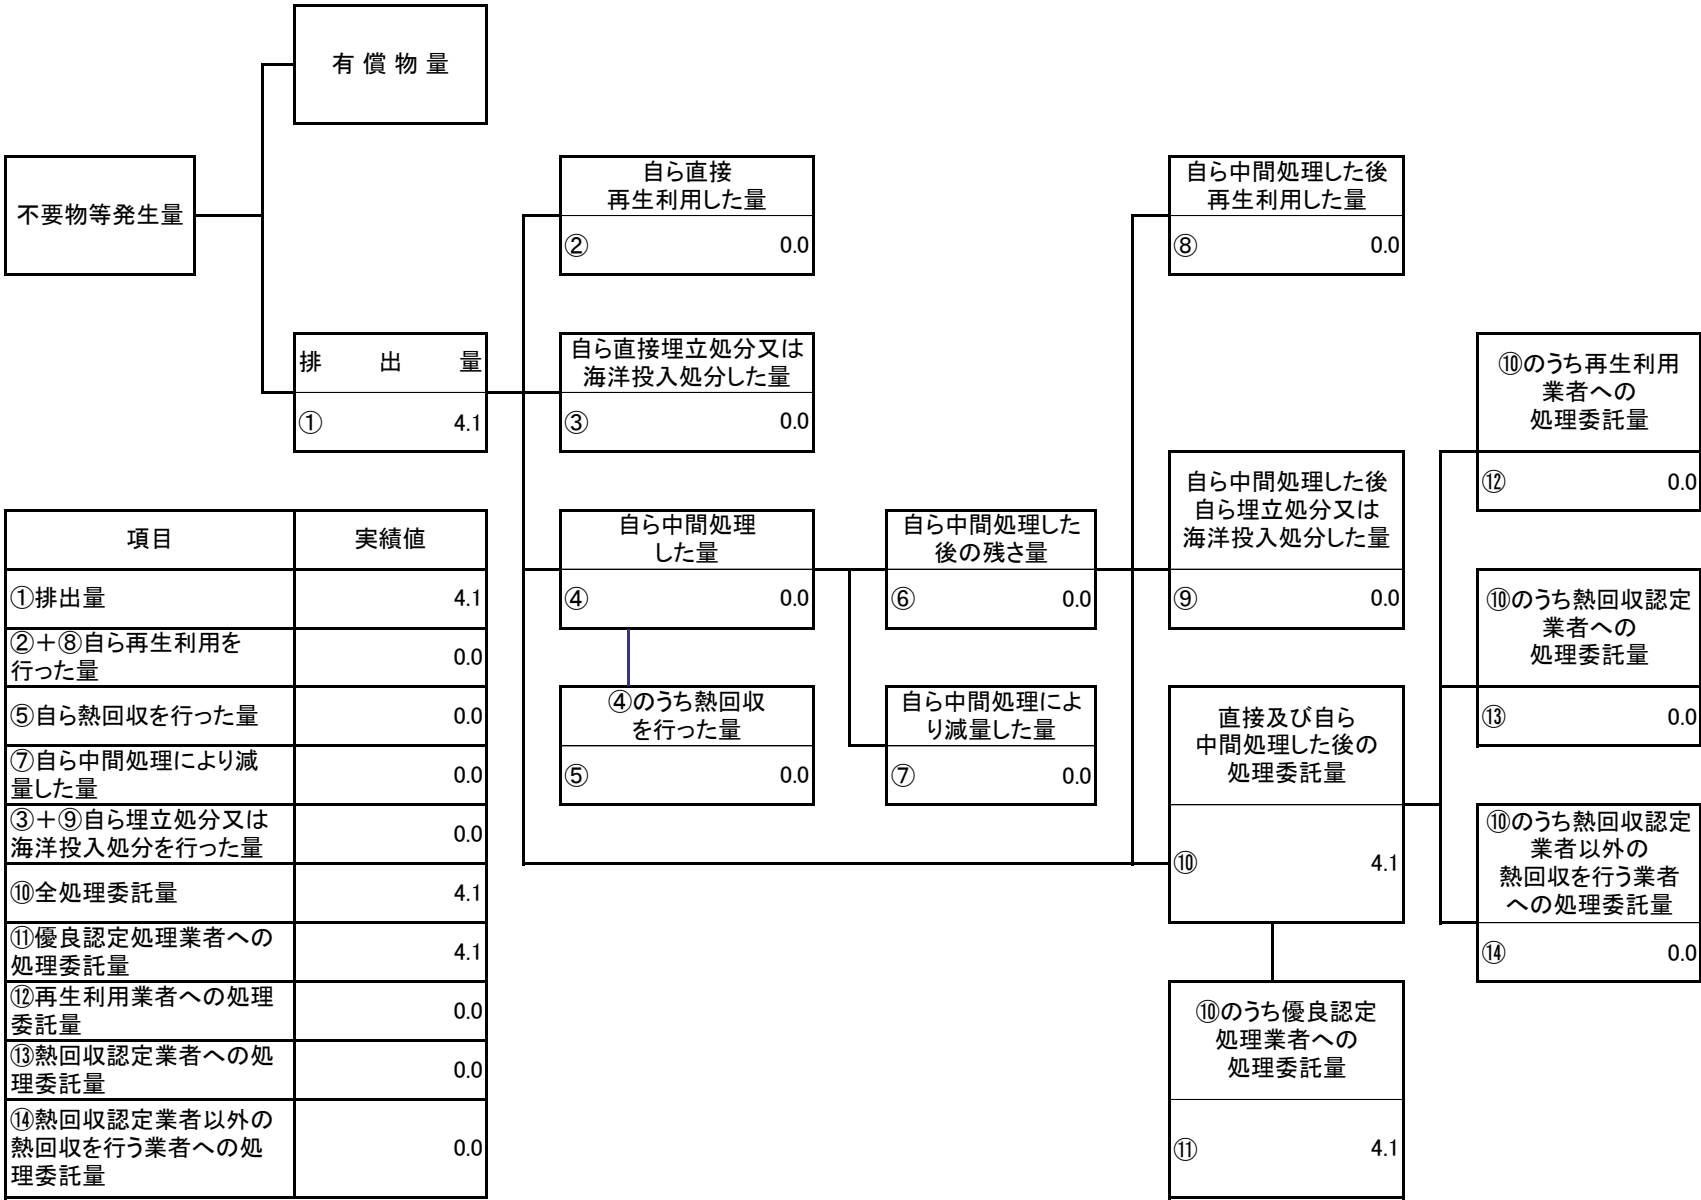 有 償 物 量
不要物等発生量
自ら直接
再生利用した量
② 0.0
自ら中間処理した後
再生利用した量
⑧ 0.0
排 出 量
① 4.1
自ら直接埋立処分又は
海洋投入処分した量
③ 0.0
⑩のうち再生利用
業者への
処理委託量
⑫ 0.0
自ら中間処理
した量
④ 0.0
自ら中間処理した
後の残さ量
⑥ 0.0
自ら中間処理した後
自ら埋立処分又は
海洋投入処分した量
⑨ 0.0
⑩のうち熱回収認定
業者への
処理委託量
⑬ 0.0
④のうち熱回収
を行った量
⑤ 0.0
自ら中間処理によ
り減量した量
⑦ 0.0
直接及び自ら
中間処理した後の
処理委託量
⑩ 4.1
⑩のうち熱回収認定
業者以外の
熱回収を行う業者
への処理委託量
⑭ 0.0
⑩のうち優良認定
処理業者への
処理委託量
⑪ 4.1
項目 実績値
①排出量 4.1
②＋⑧自ら再生利用を
行った量 0.0
⑤自ら熱回収を行った量 0.0
⑦自ら中間処理により減
量した量 0.0
③＋⑨自ら埋立処分又は
海洋投入処分を行った量 0.0
⑩全処理委託量 4.1
⑪優良認定処理業者への
処理委託量 4.1
⑫再生利用業者への処理
委託量 0.0
⑬熱回収認定業者への処
理委託量 0.0
⑭熱回収認定業者以外の
熱回収を行う業者への処
理委託量 0.0